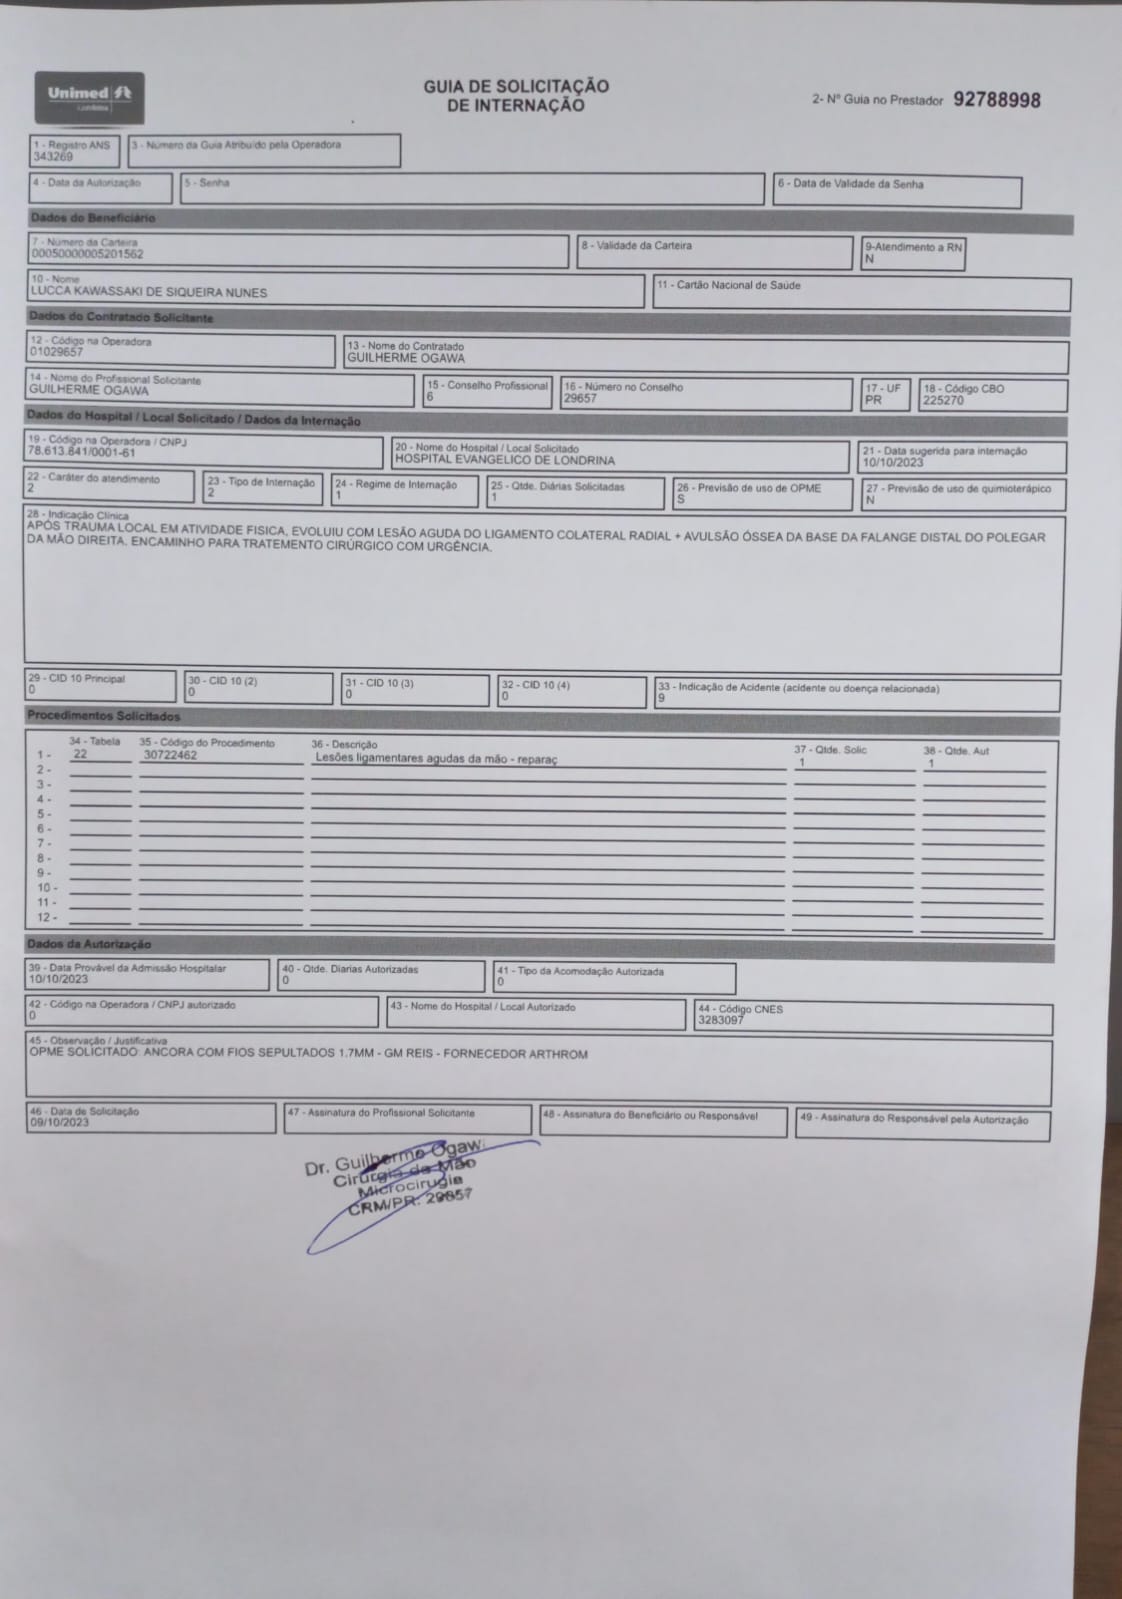 Unimed
GUIA DE SOLICITAÇÃO
DE INTERNAÇÃO
2- Nº Guia no Prestador 92788998
1 - Registro ANS
343269
3 - Número da Guia Atribuído pela Operadora
4 - Data da Autorização
5 - Senha
6 - Data de Validade da Senha
Dados do Beneficiário
7 - Número da Carteira
00050000005201562
8 - Validade da Carteira
9-Atendimento a RN
N
10 - Nome
LUCCA KAWASSAKI DE SIQUEIRA NUNES
11 - Cartão Nacional de Saúde
Dados do Contratado Solicitante
12 - Código na Operadora
01029657
13 - Nome do Contratado
GUILHERME OGAWA
14 - Nome do Profissional Solicitante
GUILHERME OGAWA
15 - Conselho Profissional
6
16 - Número no Conselho
29657
17 - UF
PR
18 - Código CBO
225270
Dados do Hospital / Local Solicitado / Dados da Internação
19 - Código na Operadora / CNPJ
78.613.841/0001-61
20 - Nome do Hospital / Local Solicitado
HOSPITAL EVANGELICO DE LONDRINA
21 - Data sugerida para internação
10/10/2023
22 - Caráter do atendimento
2
23 - Tipo de Internação
2
24 - Regime de Internação
1
25 - Qtde. Diárias Solicitadas
1
26 - Previsão de uso de OPME
S
27 - Previsão de uso de quimioterápico
N
28 - Indicação Clínica
APÓS TRAUMA LOCAL EM ATIVIDADE FISICA, EVOLUIU COM LESÃO AGUDA DO LIGAMENTO COLATERAL RADIAL + AVULSÃO ÓSSEA DA BASE DA FALANGE DISTAL DO POLEGAR
DA MÃO DIREITA. ENCAMINHO PARA TRATEMENTO CIRÚRGICO COM URGÊNCIA.
29 - CID 10 Principal
0
30 - CID 10 (2)
0
31 - CID 10 (3)
0
32 - CID 10 (4)
0
33 - Indicação de Acidente (acidente ou doença relacionada)
9
Procedimentos Solicitados
34 - Tabela 35 - Código do Procedimento 36 - Descrição 37 - Qtde. Solic 38 - Qtde. Aut
1 - 22 30722462 Lesões ligamentares agudas da mão - reparaç 1 1
2 -
3 -
4 -
5 -
6 -
7 -
8 -
9 -
10 -
11 -
12 -
Dados da Autorização
39 - Data Provável da Admissão Hospitalar
10/10/2023
40 - Qtde. Diarias Autorizadas
0
41 - Tipo da Acomodação Autorizada
0
42 - Código na Operadora / CNPJ autorizado
0
43 - Nome do Hospital / Local Autorizado
44 - Código CNES
3283097
45 - Observação / Justificativa
OPME SOLICITADO: ANCORA COM FIOS SEPULTADOS 1.7MM - GM REIS - FORNECEDOR ARTHROM
46 - Data de Solicitação
09/10/2023
47 - Assinatura do Profissional Solicitante
48 - Assinatura do Beneficiário ou Responsável
49 - Assinatura do Responsável pela Autorização
Dr. Guilherme Ogaw
Cirurgia da Mão
Microcirugia
CRM/PR: 29657